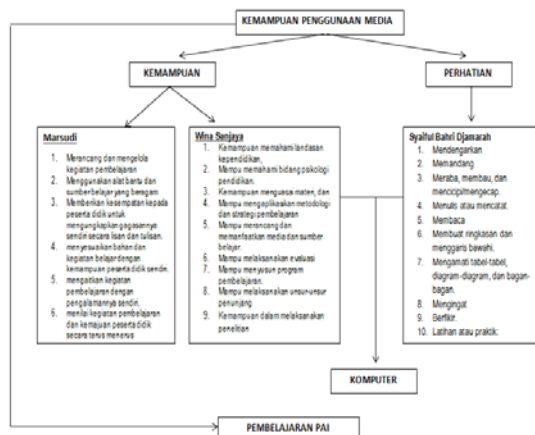 KEMAMPUAN PENGGUNAAN MEDIA
KEMAMPUAN
PERHATIAN
Marsudi
1. Merancang dan mengelola
kegiatan pembelajaran
2. Menggunakan alat bantu dan
sumber belajar yang beragam
3. Memberikan kesempatan kepada
peserta didik untuk
mengungkapkan gagasannya
sendiri secara lisan dan tulisan.
4. menyesuaikan bahan dan
kegiatan belajar dengan
kemampuan peserta didik sendiri.
5. mengaitkan kegiatan
pembelajaran dengan
pengalamannya sendiri.
6. menilai kegiatan pembelajaran
dan kemajuan peserta didik
secara terus menerus
Wina Sanjaya
1. Kemampuan memahami landasan
kependidikan,
2. Mampu memahami bidang psikologi
pendidikan.
3. Kemampuan menguasai materi, dan
4. Mampu mengaplikasikan metodologi
dan strategi pembelajaran
5. Mampu merancang dan
memanfaatkan media dan sumber
belajar.
6. Mampu melaksanakan evaluasi
7. Mampu menyusun program
pembelajaran.
8. Mampu melaksanakan unsur-unsur
penunjang
9. Kemampuan dalam melaksanakan
penelitian
Syaiful Bahri Djamarah
1. Mendengarkan
2. Memandang
3. Meraba, membau, dan
mencicipi/mengecap.
4. Menulis atau mencatat.
5. Membaca
6. Membuat ringkasan dan
menggaris bawahi.
7. Mengamati tabel-tabel,
diagram-diagram, dan bagan-
bagan.
8. Mengingat
9. Berfikir.
10. Latihan atau praktik.
KOMPUTER
PEMBELAJARAN PAI